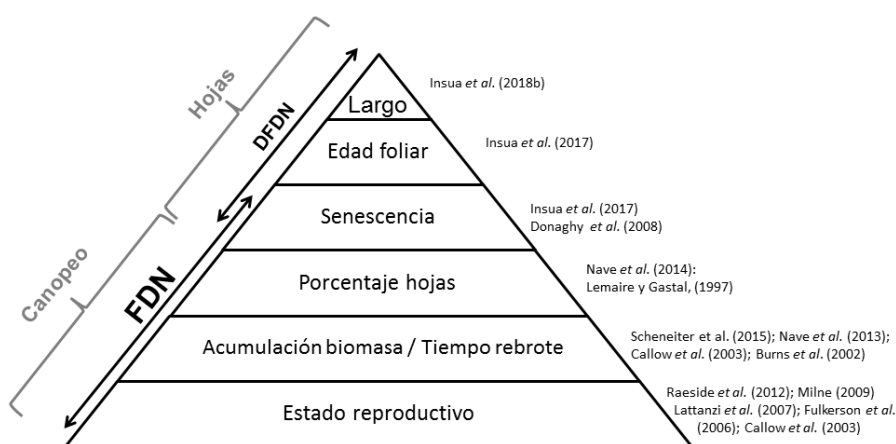 Hojas
Canopeo
DFDN
FDN
Largo
Edad foliar
Senescencia
Porcentaje hojas
Acumulación biomasa / Tiempo rebrote
Estado reproductivo
Insua et al. (2018b)
Insua et al. (2017)
Insua et al. (2017)
Donaghy et al. (2008)
Nave et al. (2014):
Lemaire y Gastal, (1997)
Scheneiter et al. (2015); Nave et al. (2013);
Callow et al. (2003); Burns et al. (2002)
Raeside et al. (2012); Milne (2009)
Lattanzi et al. (2007); Fulkerson et al.
(2006); Callow et al. (2003)